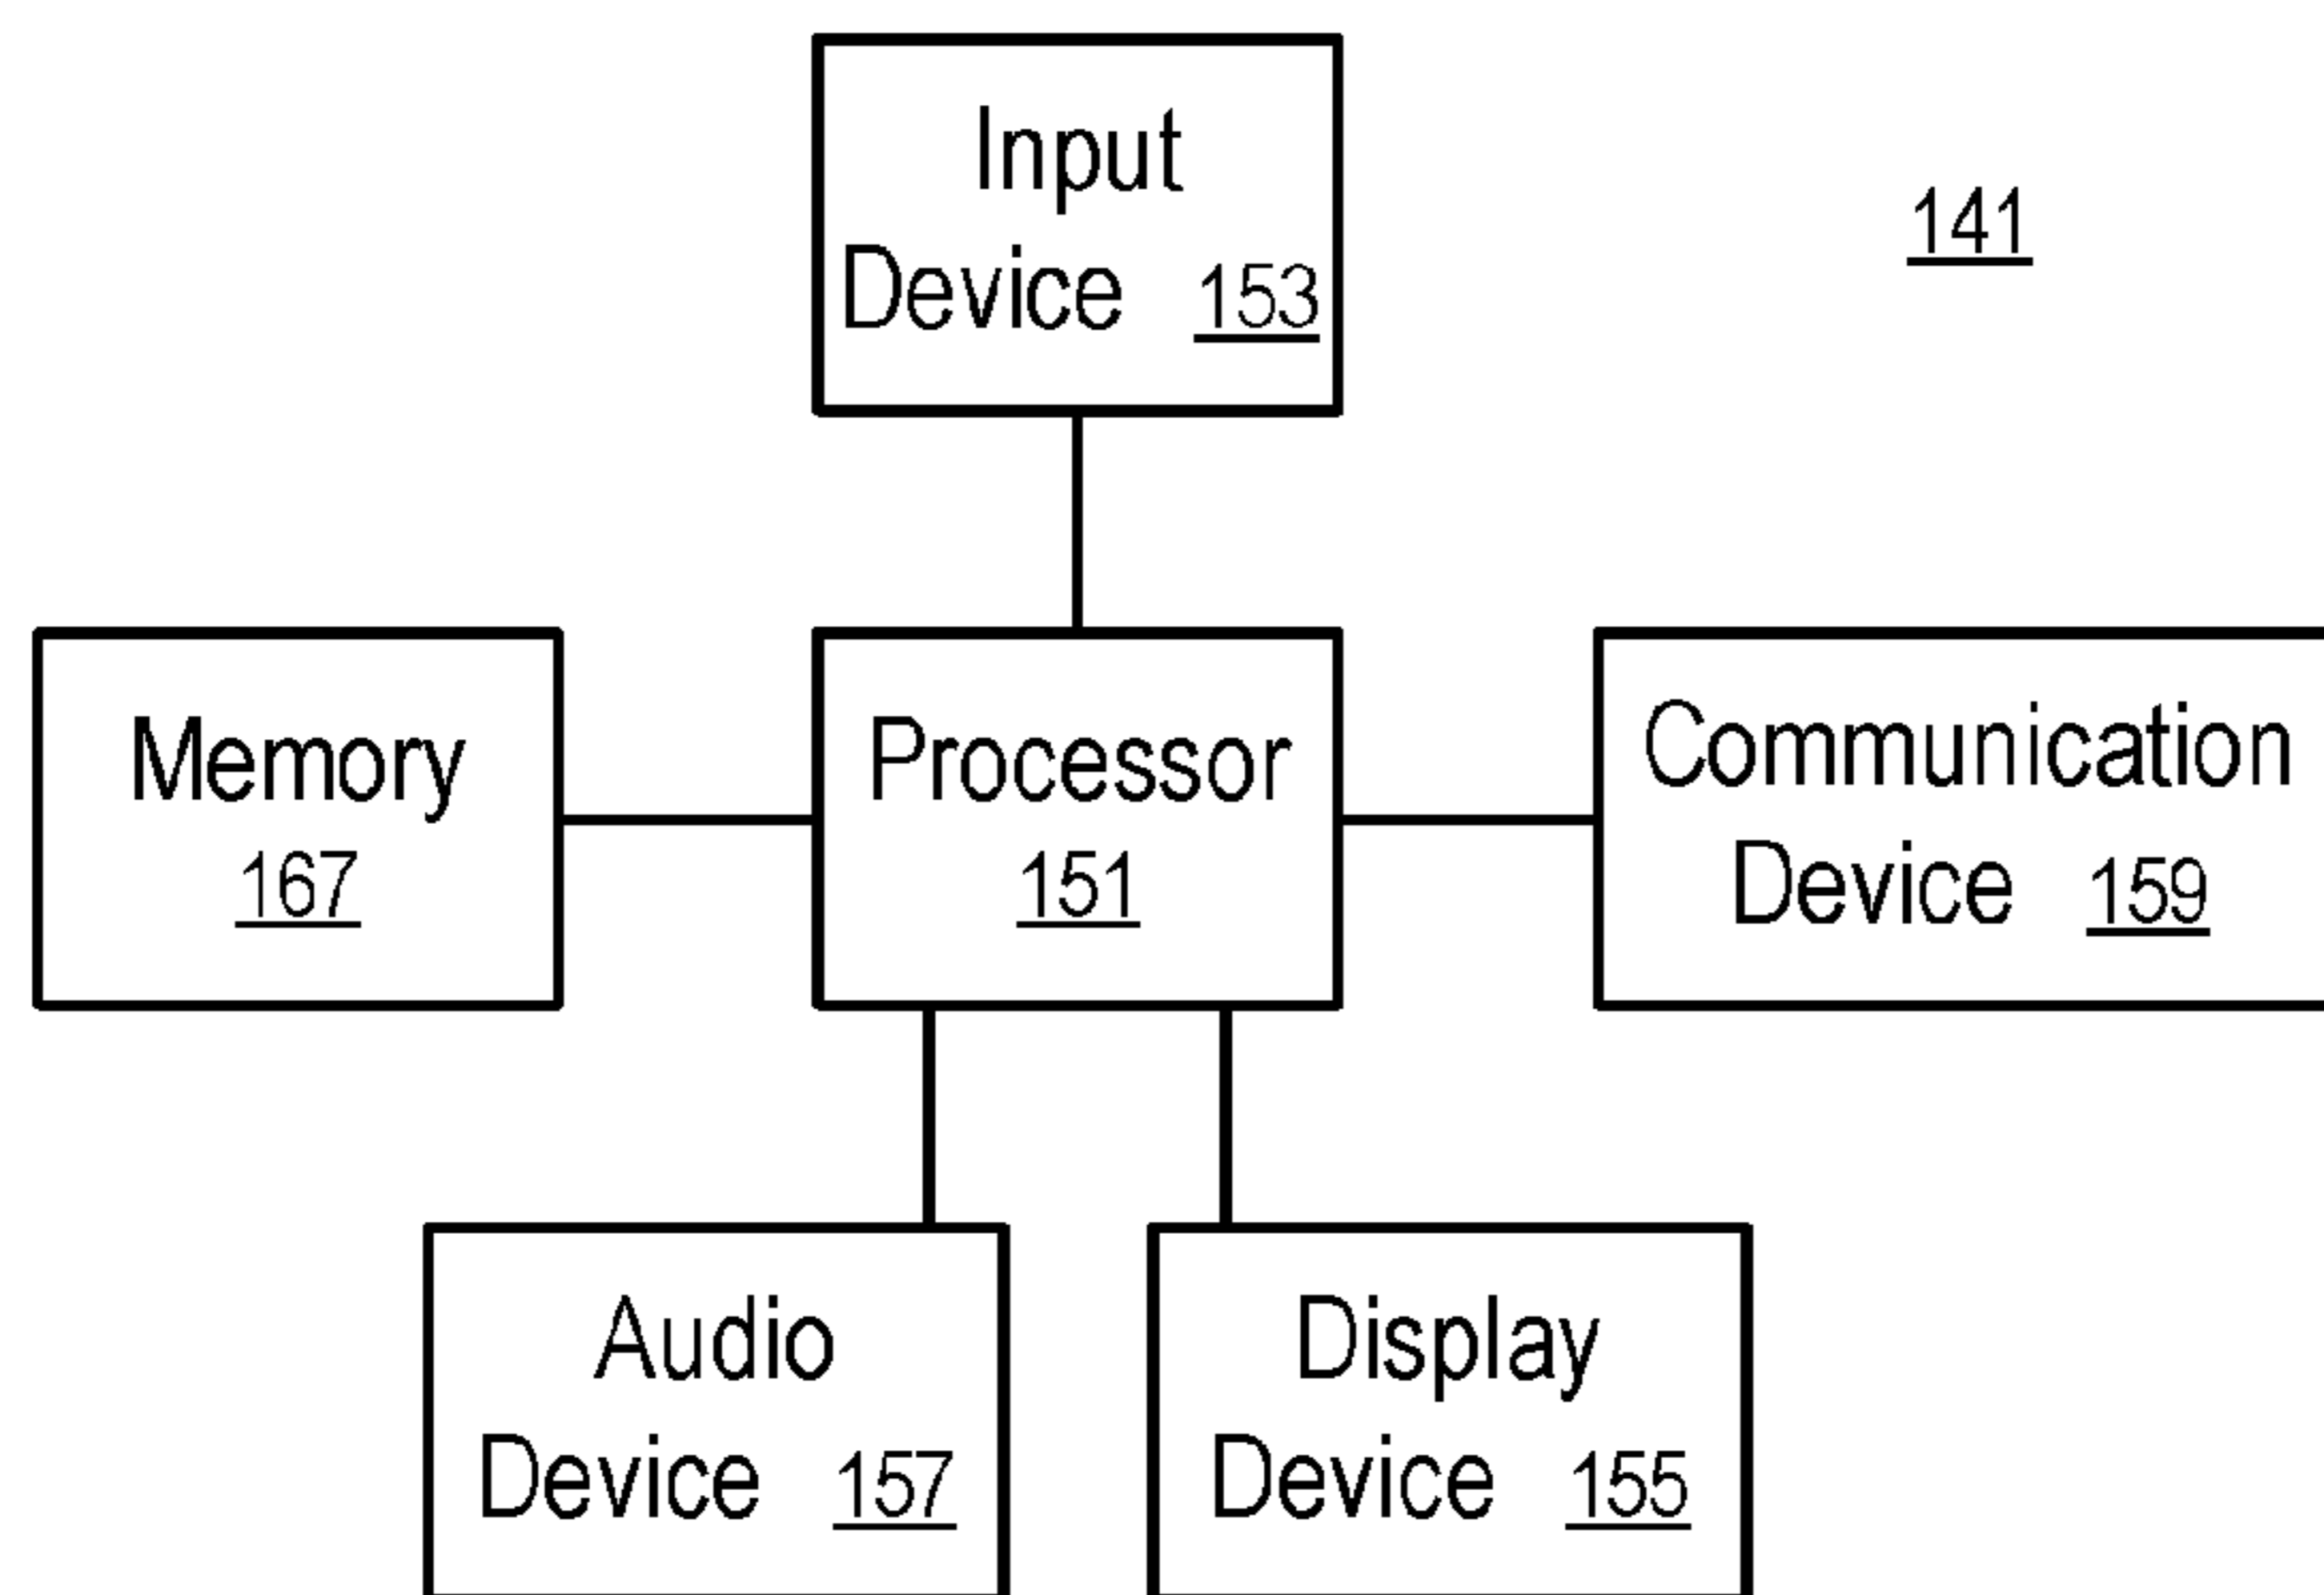 Input
Device 153
141
Memory
167
Processor
151
Communication
Device 159
Audio
Device 157
Display
Device 155